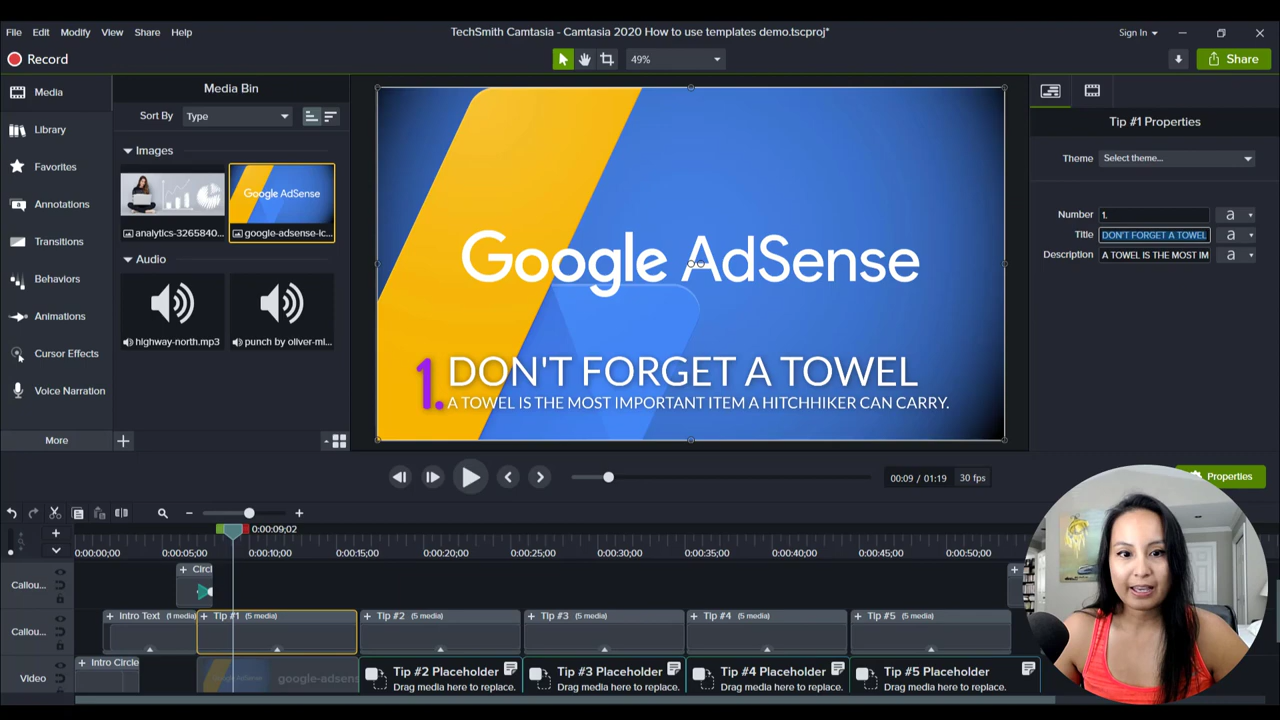 File Edit Modify View Share Help
TechSmith Camtasia - Camtasia 2020 How to use templates demo.tscproj*
Sign In
Record
49%
Share
Media
Library
Favorites
Annotations
Transitions
Behaviors
Animations
Cursor Effects
Voice Narration
More
Media Bin
Sort By Type
Images
analytics-3265840...
google-adsense-lc...
Google AdSense
Audio
highway-north.mp3
punch by oliver-mi...
Google AdSense
1. DON'T FORGET A TOWEL
A TOWEL IS THE MOST IMPORTANT ITEM A HITCHHIKER CAN CARRY.
Tip #1 Properties
Theme Select theme...
Number 1. a
Title DON'T FORGET A TOWEL a
Description A TOWEL IS THE MOST IM a
00:09 / 01:19 30 fps
Properties
0:00:09;02
0:00:00;00 0:00:05;00 0:00:10;00 0:00:15;00 0:00:20;00 0:00:25;00 0:00:30;00 0:00:35;00 0:00:40;00 0:00:45;00 0:00:50;00
Callou... Circl
Callou... Intro Text (1 media) Tip #1 (5 media) Tip #2 (5 media) Tip #3 (5 media) Tip #4 (5 media) Tip #5 (5 media)
Video Intro Circle google-adsens
Tip #2 Placeholder Tip #3 Placeholder Tip #4 Placeholder Tip #5 Placeholder
Drag media here to replace. Drag media here to replace. Drag media here to replace. Drag media here to replace.